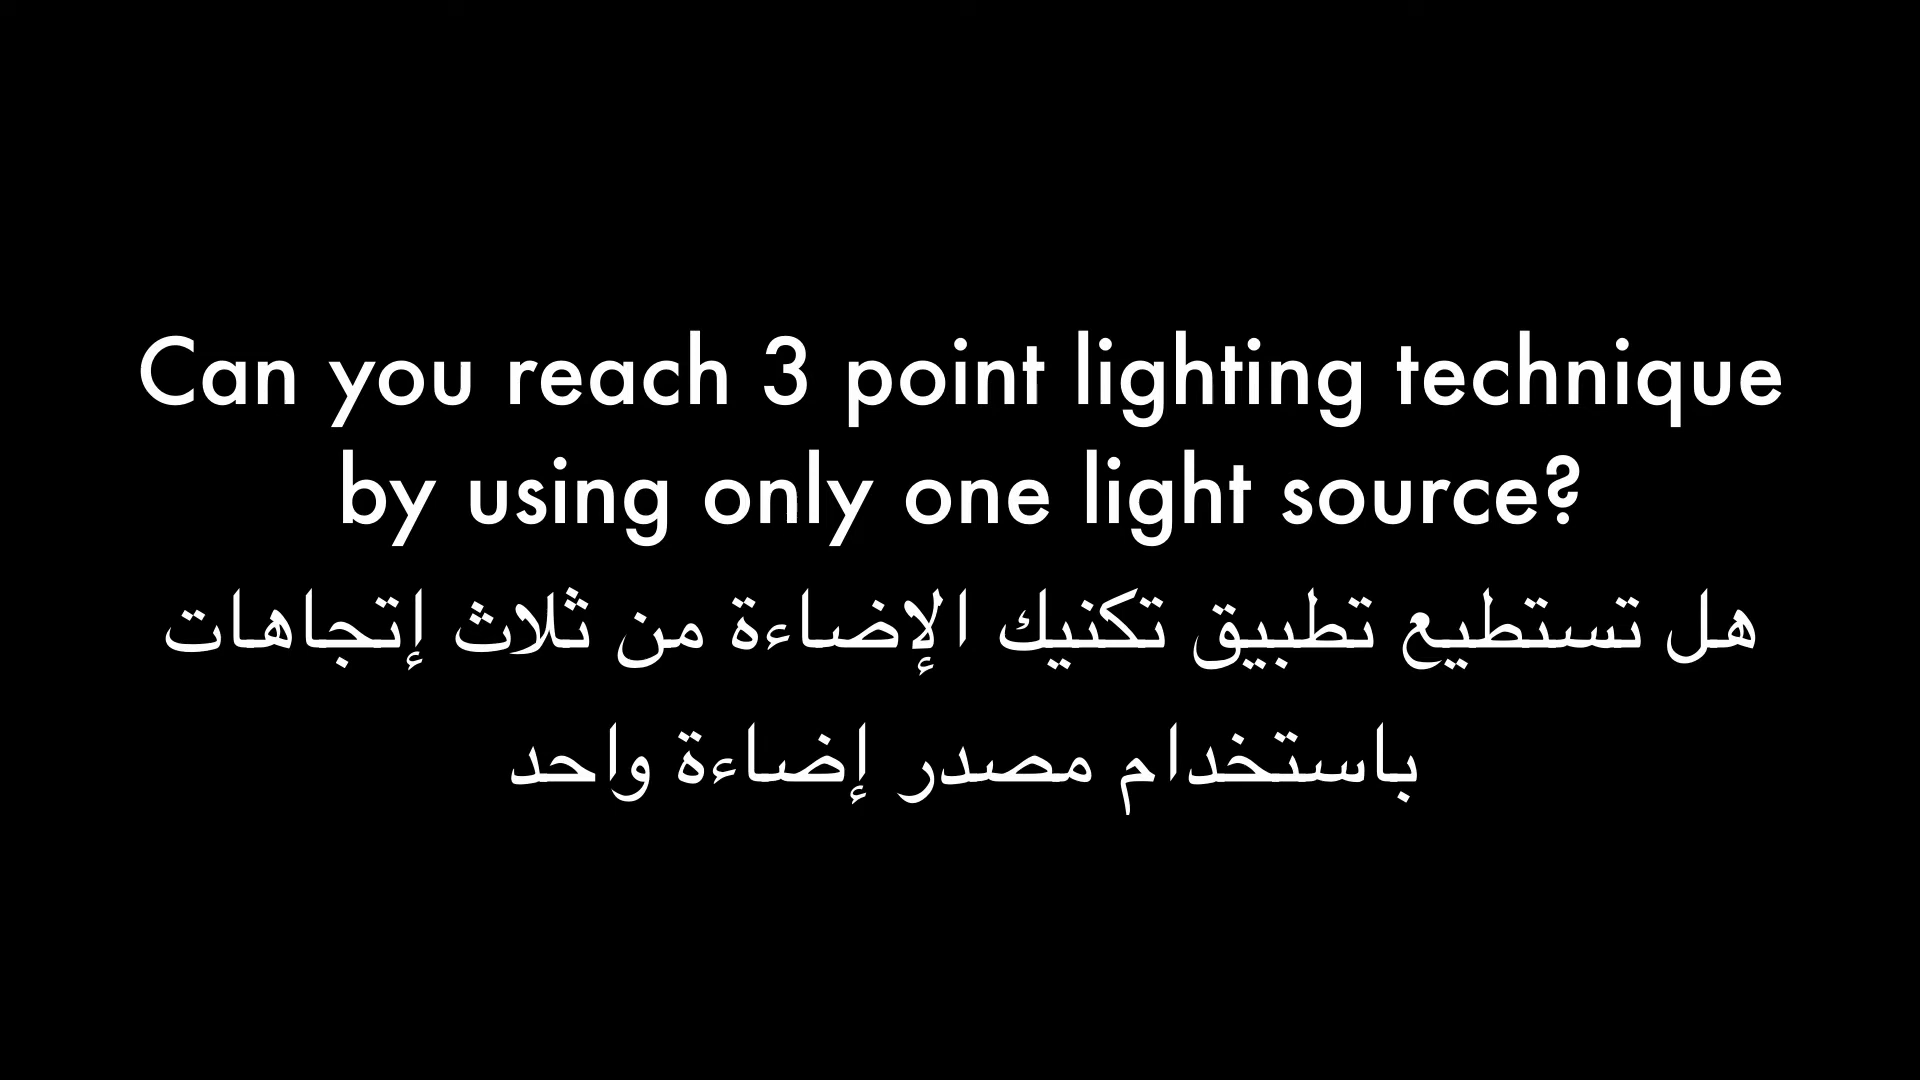 Can you reach 3 point lighting technique
by using only one light source?
هل تستطيع تطبيق تكنيك الإضاءة من ثلاث إتجاهات
باستخدام مصدر إضاءة واحد